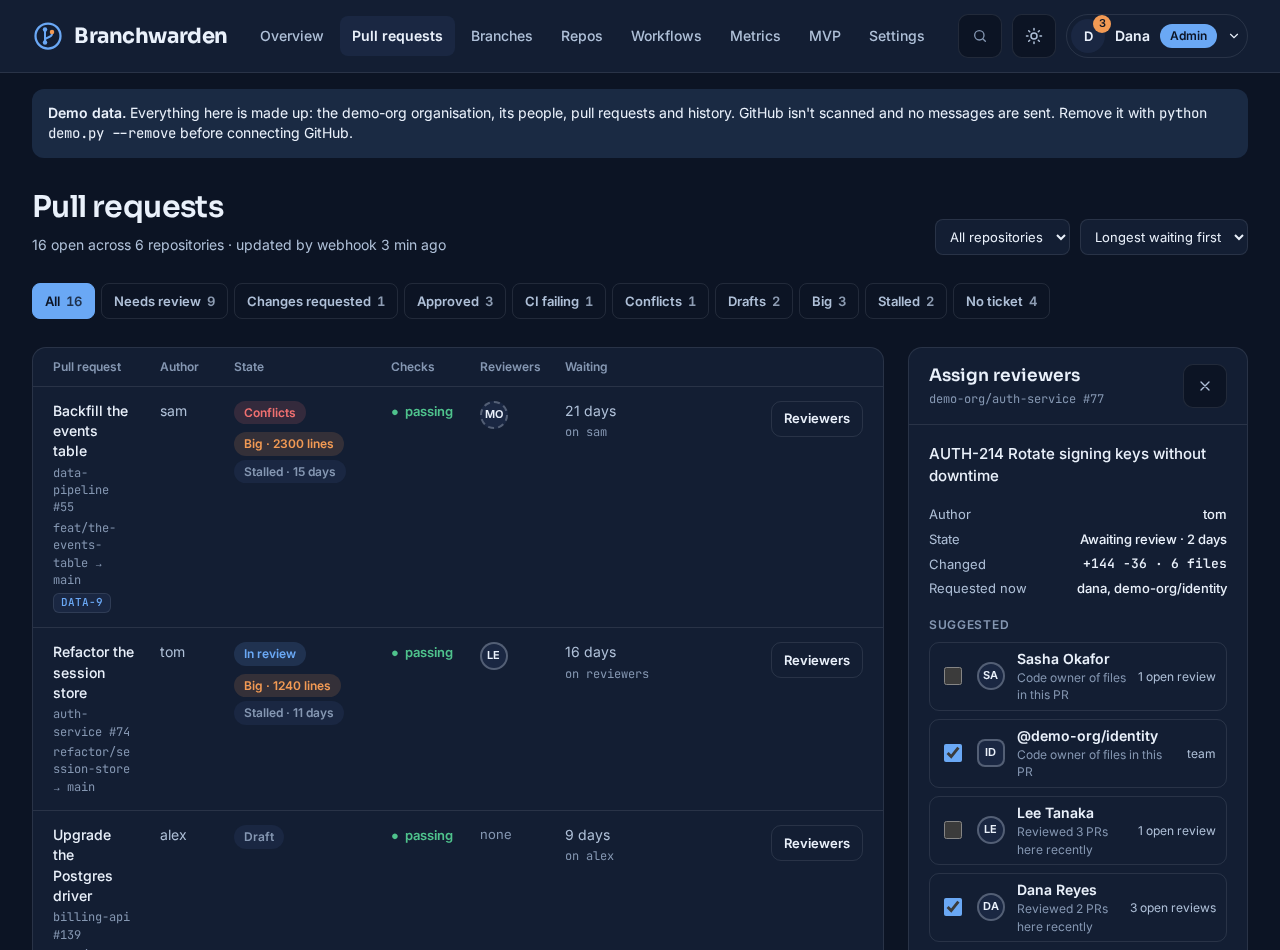 Branchwarden
Overview
Pull requests
Branches
Repos
Workflows
Metrics
MVP
Settings
D
3
Dana
Admin
Demo data. Everything here is made up: the demo-org organisation, its people, pull requests and history. GitHub isn't scanned and no messages are sent. Remove it with python
demo.py --remove before connecting GitHub.
Pull requests
16 open across 6 repositories · updated by webhook 3 min ago
All repositories
Longest waiting first
All 16
Needs review 9
Changes requested 1
Approved 3
CI failing 1
Conflicts 1
Drafts 2
Big 3
Stalled 2
No ticket 4
Pull request
Author
State
Checks
Reviewers
Waiting
Backfill the
events
table
data-
pipeline
#55
feat/the-
events-
table →
main
DATA-9
sam
Conflicts
Big · 2300 lines
Stalled · 15 days
● passing
MO
21 days
on sam
Reviewers
Refactor the
session
store
auth-
service #74
refactor/se
ssion-store
→ main
tom
In review
Big · 1240 lines
Stalled · 11 days
● passing
LE
16 days
on reviewers
Reviewers
Upgrade
the
Postgres
driver
billing-api
#139
alex
Draft
● passing
none
9 days
on alex
Reviewers
Assign reviewers
demo-org/auth-service #77
AUTH-214 Rotate signing keys without
downtime
Author tom
State Awaiting review · 2 days
Changed +144 -36 · 6 files
Requested now dana, demo-org/identity
SUGGESTED
SA
Sasha Okafor
Code owner of files
in this PR
1 open review
ID
@demo-org/identity
Code owner of files in this
PR
team
LE
Lee Tanaka
Reviewed 3 PRs
here recently
1 open review
DA
Dana Reyes
Reviewed 2 PRs
here recently
3 open reviews